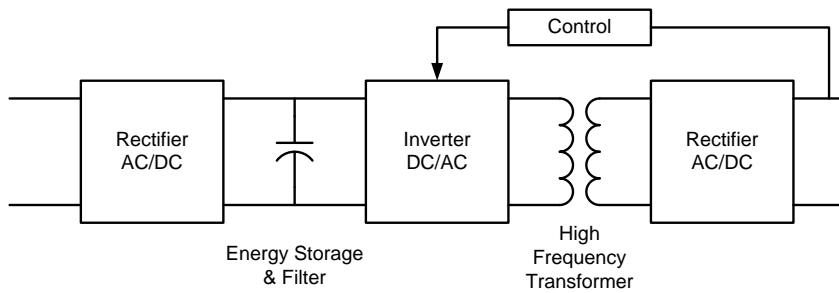 Control
Rectifier
AC/DC
Inverter
DC/AC
Rectifier
AC/DC
Energy Storage
& Filter
High
Frequency
Transformer